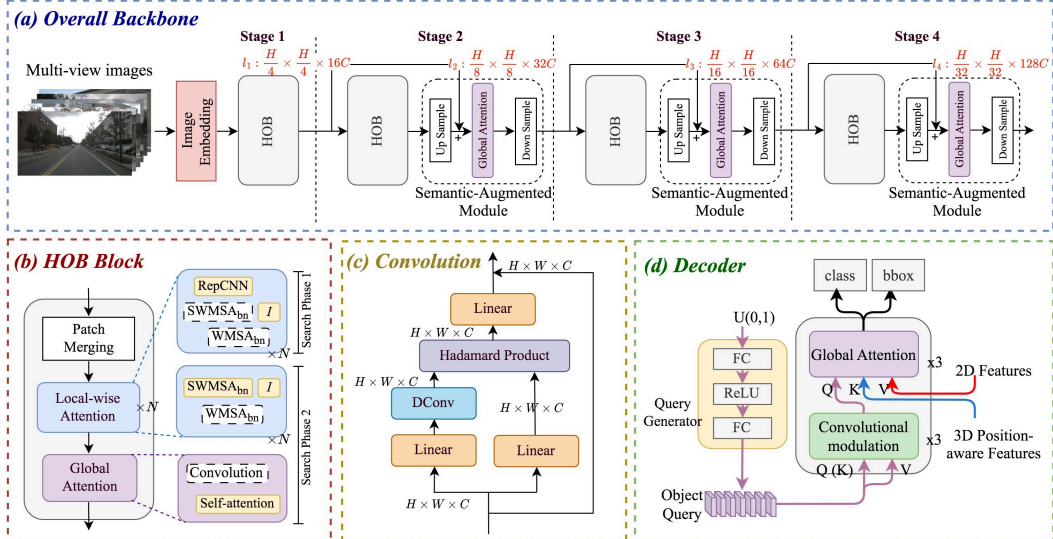 (a) Overall Backbone
Stage 1
Stage 2
Stage 3
Stage 4
l₁ : H/4 × H/4 × 16C
l₂ : H/8 × H/8 × 32C
l₃ : H/16 × H/16 × 64C
l₄ : H/32 × H/32 × 128C
Multi-view images
Image Embedding
HOB
HOB
Up Sample
+
Global Attention
Down Sample
Semantic-Augmented
Module
HOB
Up Sample
+
Global Attention
Down Sample
Semantic-Augmented
Module
HOB
Up Sample
+
Global Attention
Down Sample
Semantic-Augmented
Module
(b) HOB Block
Patch
Merging
Local-wise
Attention
×N
Global
Attention
RepCNN
SWMSA_bn
I
WMSA_bn
×N
Search Phase 1
SWMSA_bn
I
WMSA_bn
×N
Convolution
Self-attention
Search Phase 2
(c) Convolution
H × W × C
Linear
H × W × C
Hadamard Product
H × W × C
DConv
H × W × C
Linear
Linear
H × W × C
(d) Decoder
class
bbox
U(0,1)
FC
ReLU
FC
Query
Generator
Global Attention
x3
Q
K
V
2D Features
Convolutional
modulation
x3
3D Position-
aware Features
Q (K)
V
Object
Query